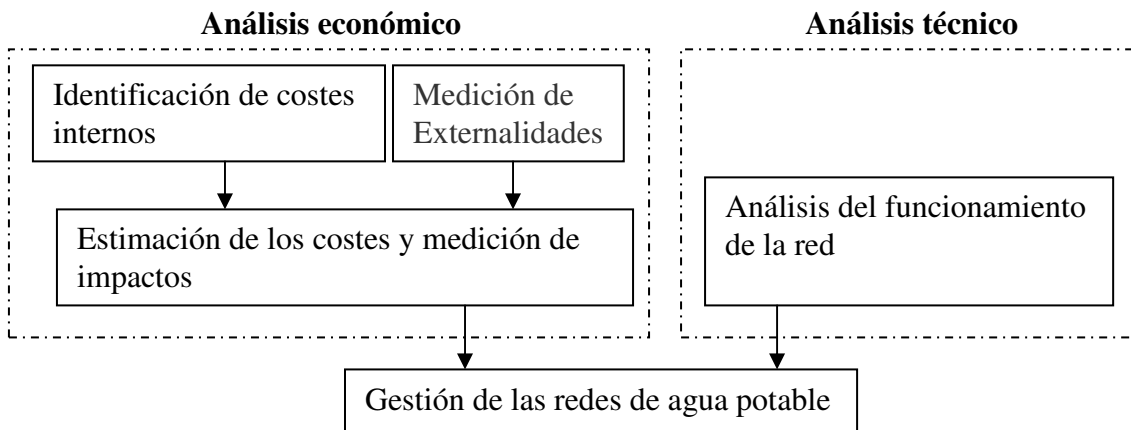 Análisis económico
Análisis técnico
Identificación de costes
internos
Medición de
Externalidades
Estimación de los costes y medición de
impactos
Análisis del funcionamiento
de la red
Gestión de las redes de agua potable